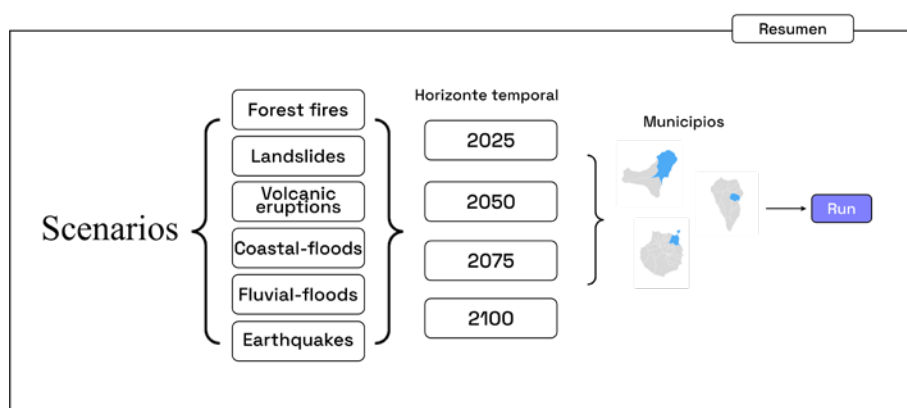 Resumen
Scenarios
Forest fires
Landslides
Volcanic
eruptions
Coastal-floods
Fluvial-floods
Earthquakes
Horizonte temporal
2025
2050
2075
2100
Municipios
Run